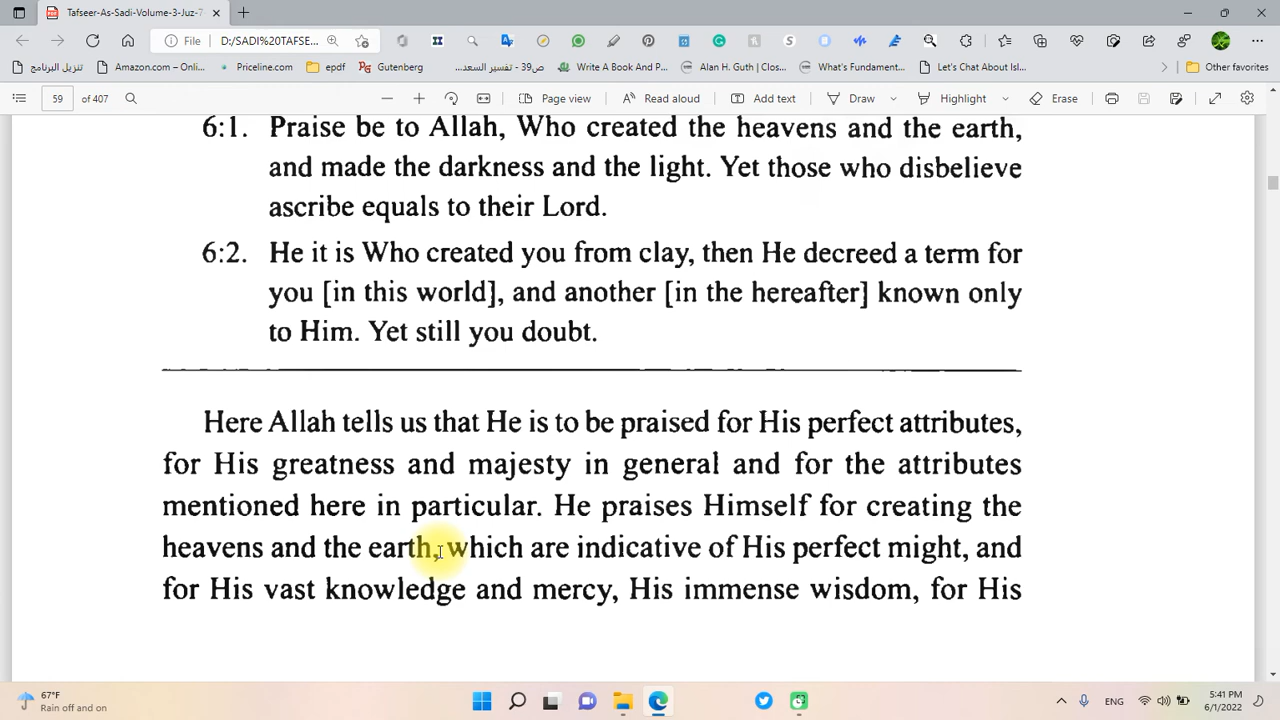 Tafseer-As-Sadi-Volume-3-Juz-7
File
D:/SADI%20TAFSE...
تنزيل البرنامج
Amazon.com – Onli...
Priceline.com
epdf
Gutenberg
ص39 - تفسير السعد...
Write A Book And P...
Alan H. Guth | Clos...
What's Fundament...
Let's Chat About Isl...
Other favorites
59 of 407
Page view
Read aloud
Add text
Draw
Highlight
Erase
6:1. Praise be to Allah, Who created the heavens and the earth,
and made the darkness and the light. Yet those who disbelieve
ascribe equals to their Lord.
6:2. He it is Who created you from clay, then He decreed a term for
you [in this world], and another [in the hereafter] known only
to Him. Yet still you doubt.
Here Allah tells us that He is to be praised for His perfect attributes,
for His greatness and majesty in general and for the attributes
mentioned here in particular. He praises Himself for creating the
heavens and the earth, which are indicative of His perfect might, and
for His vast knowledge and mercy, His immense wisdom, for His
67°F
Rain off and on
ENG
5:41 PM
6/1/2022